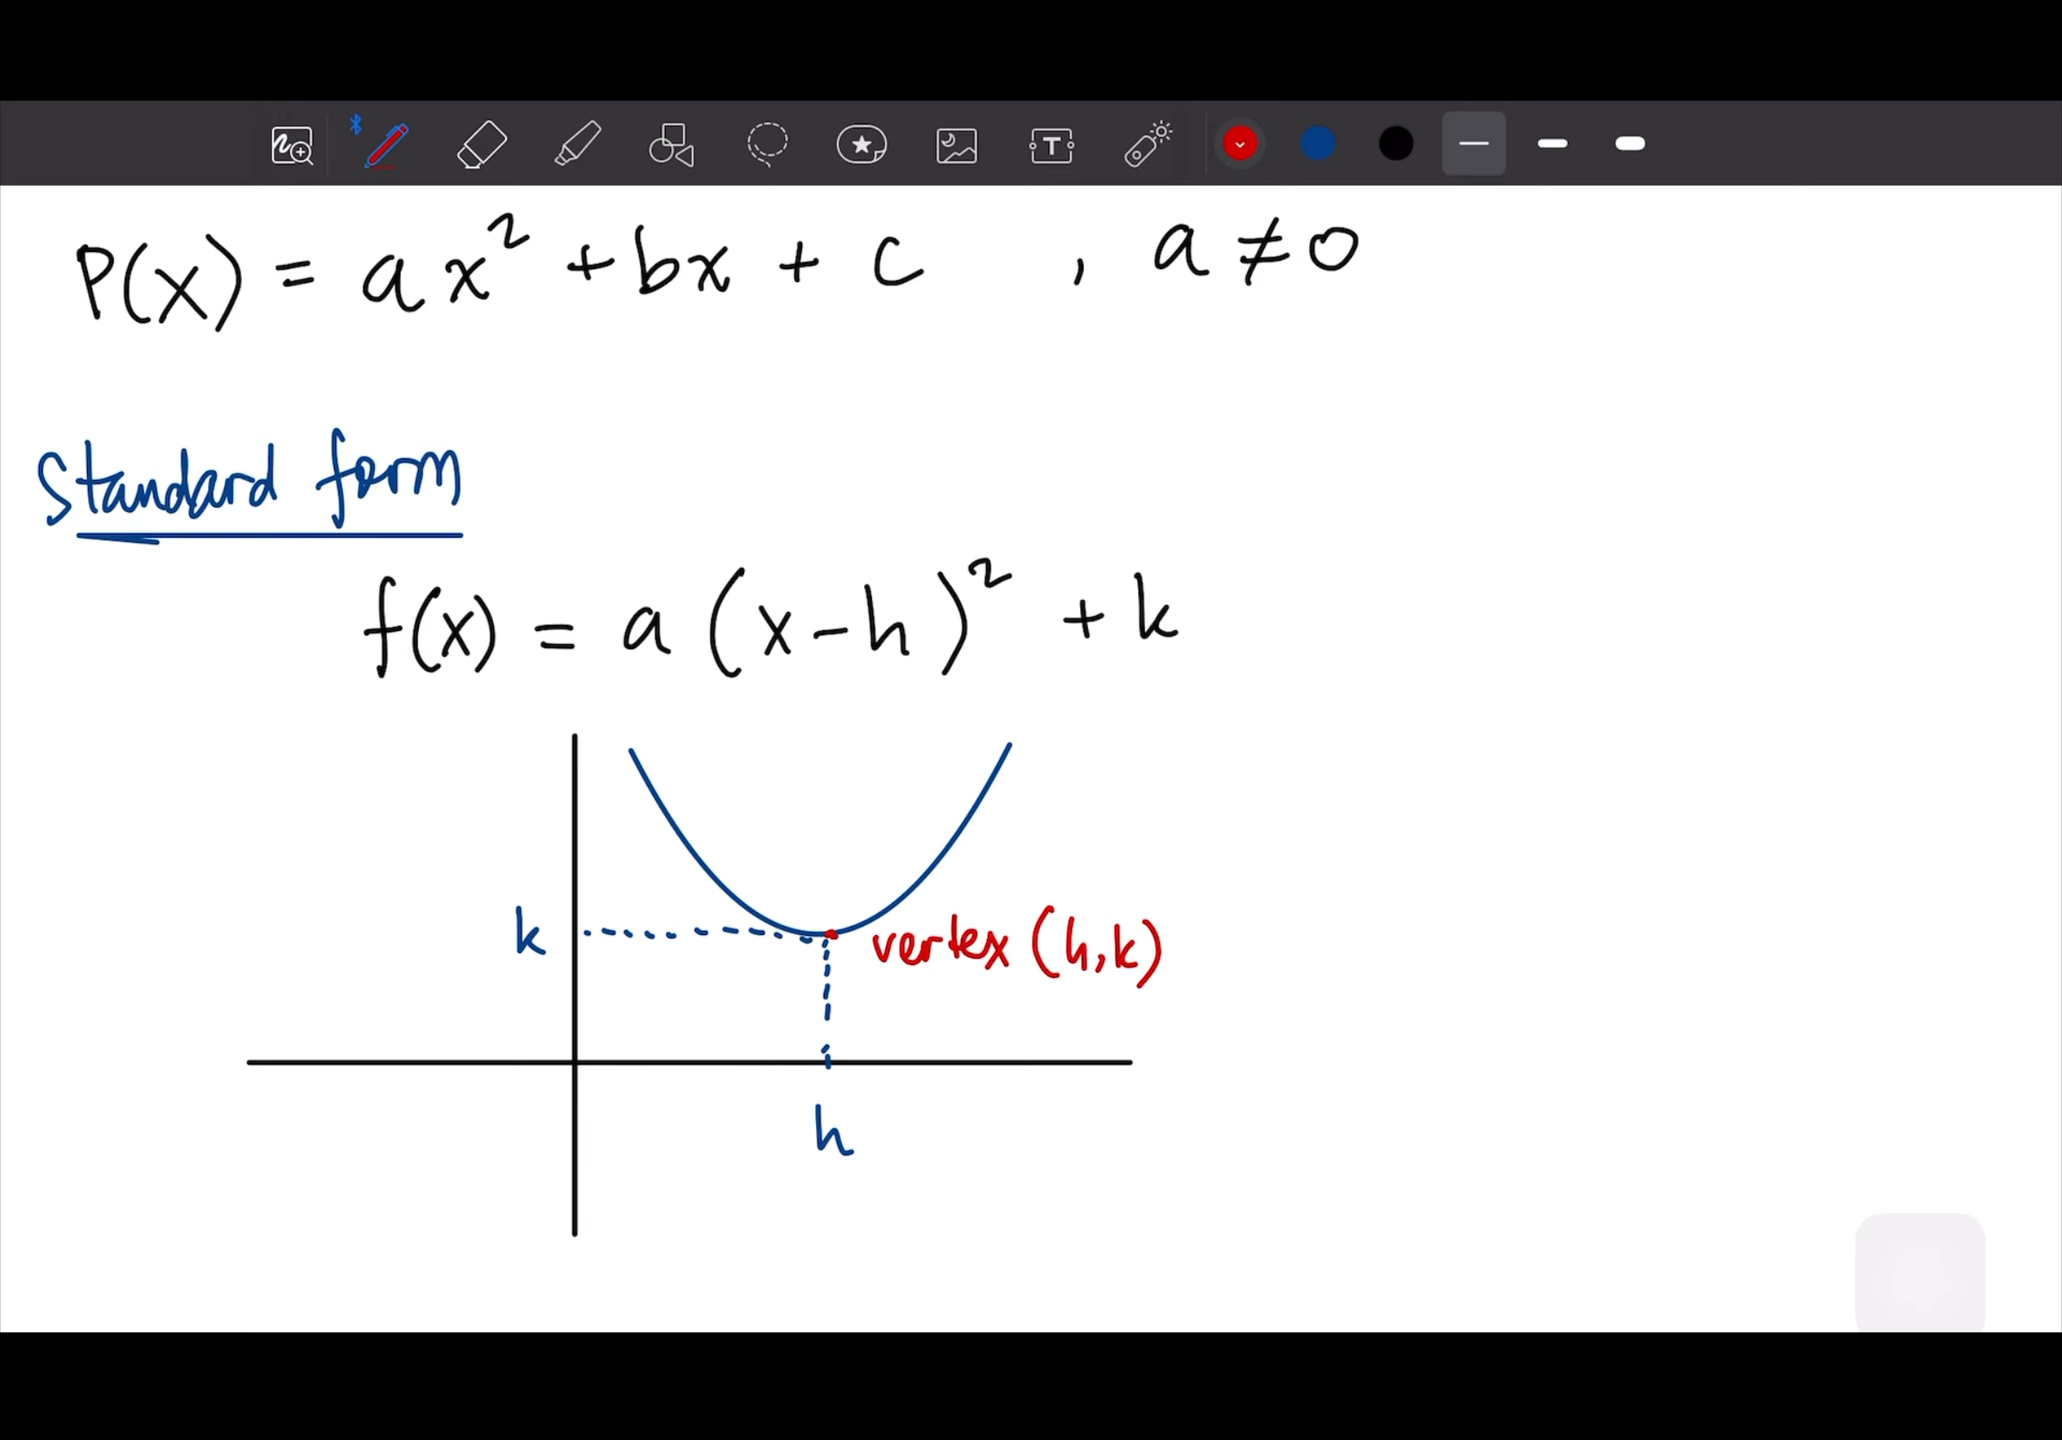 P(x) = ax² + bx + c , a ≠ 0
Standard form
f(x) = a (x-h)² + k
k
vertex (h,k)
h